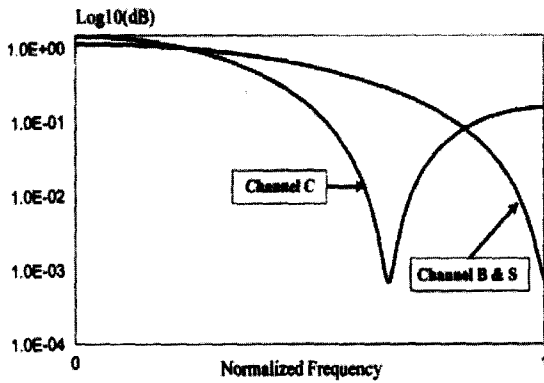 Log10(dB)
1.0E+00
1.0E-01
1.0E-02
1.0E-03
1.0E-04
Channel C
Channel B & S
0
Normalized Frequency
1